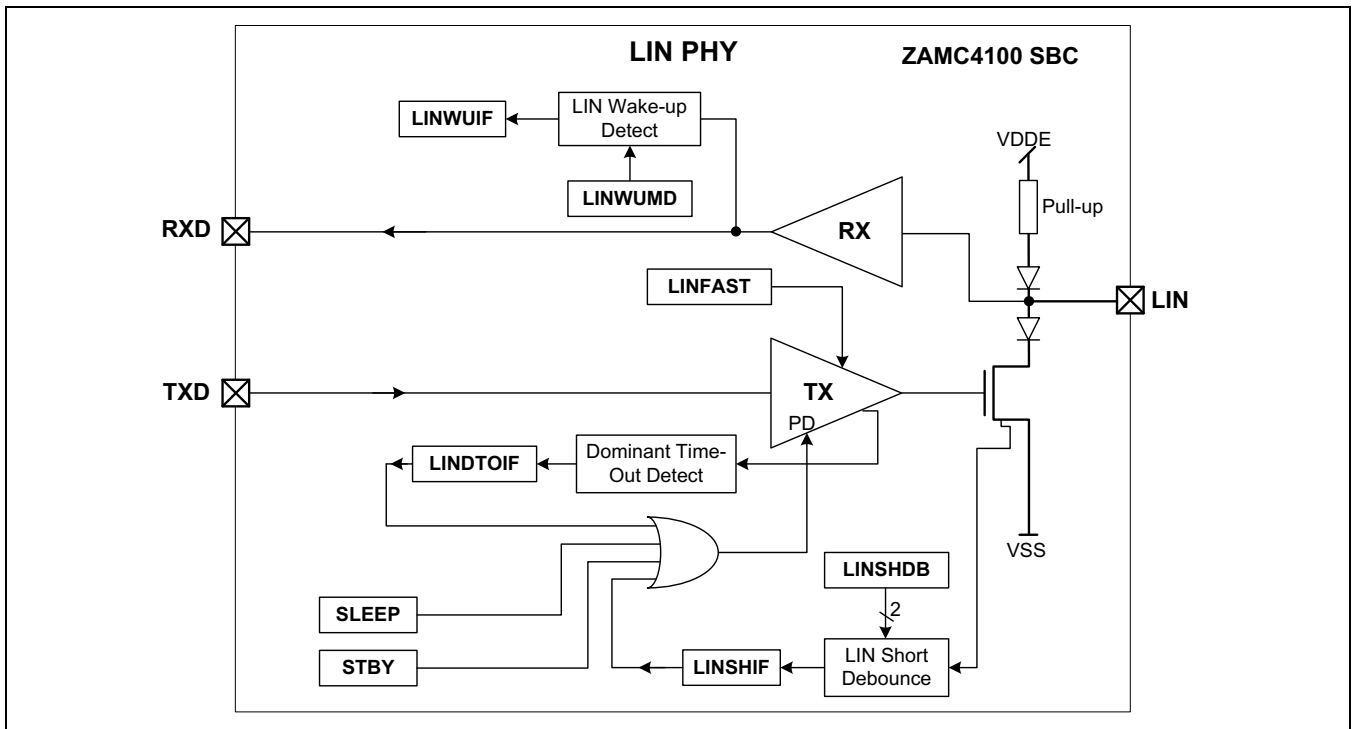 LIN PHY
ZAMC4100 SBC
LINWUIF
LIN Wake-up
Detect
VDDE
LINWUMD
Pull-up
RXD
RX
LINFAST
LIN
TXD
TX
PD
LINDTOIF
Dominant Time-
Out Detect
VSS
LINSHDB
SLEEP
2
STBY
LINSHIF
LIN Short
Debounce